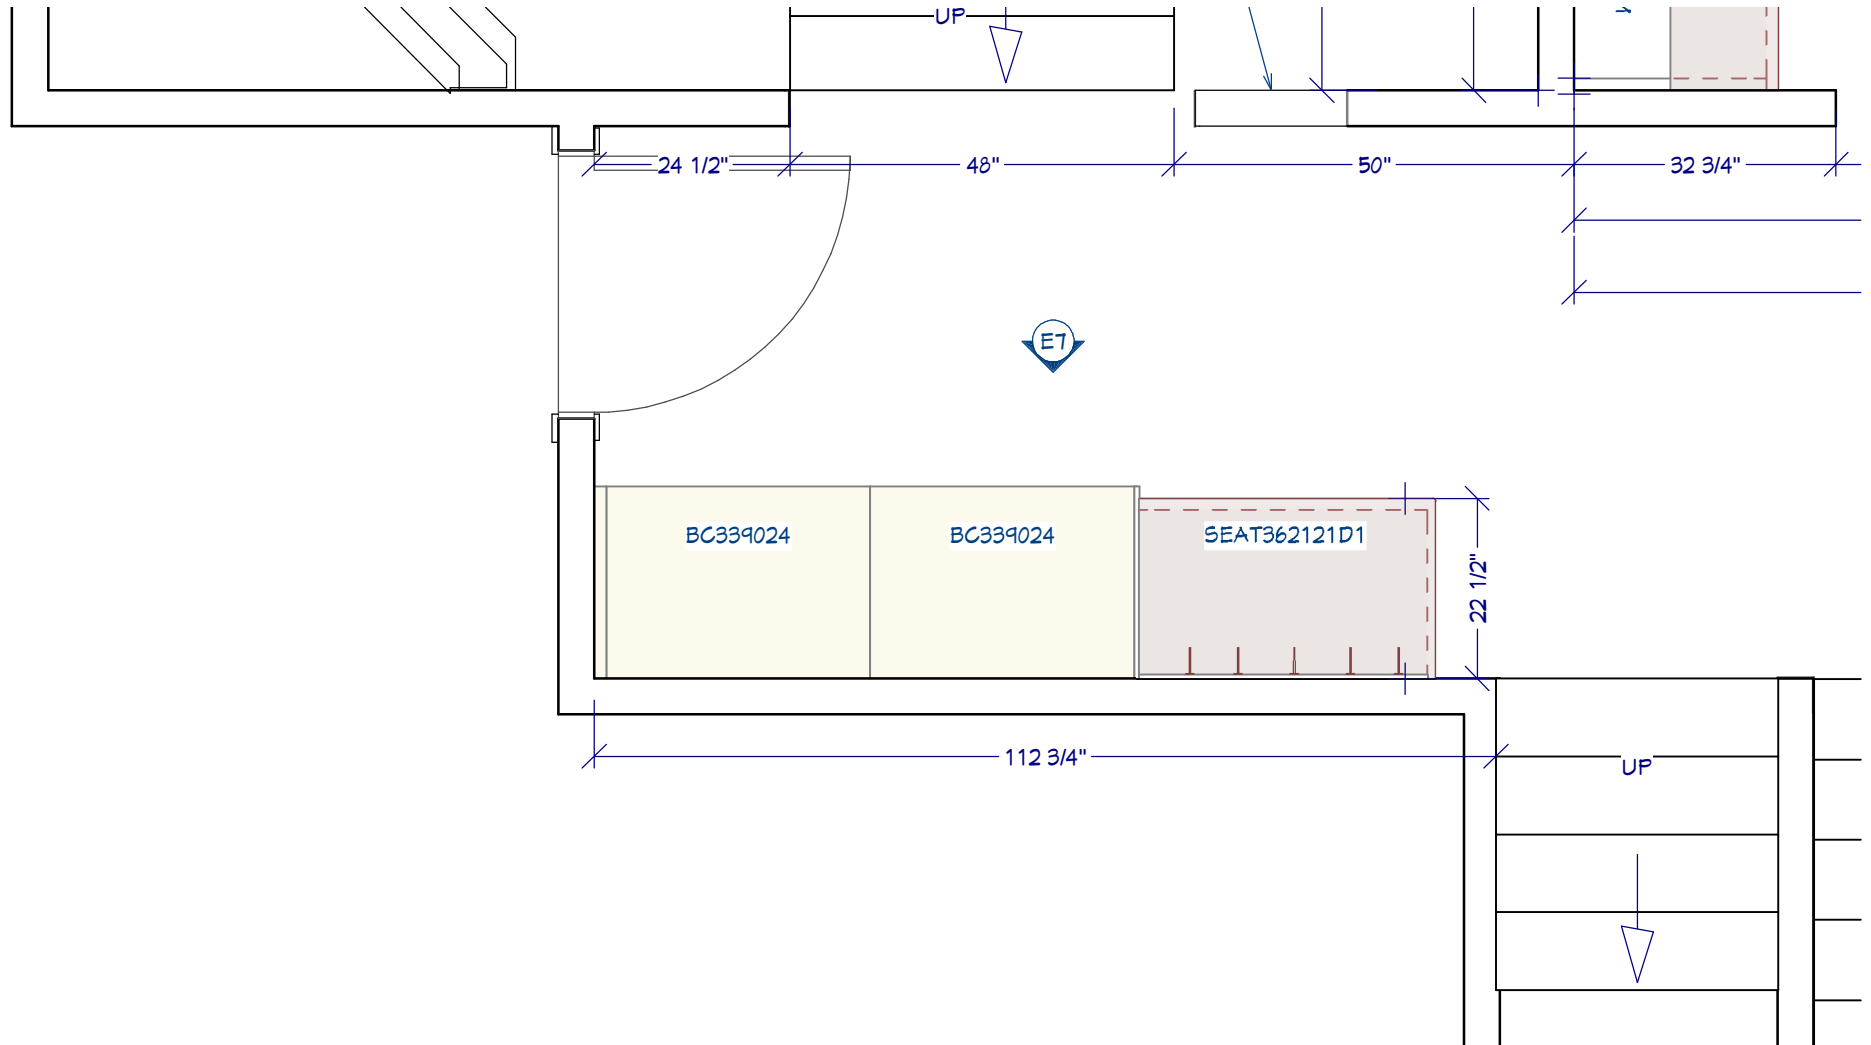 UP
24 1/2"
48"
50"
32 3/4"
E7
BC339024
BC339024
SEAT362121D1
22 1/2"
112 3/4"
UP